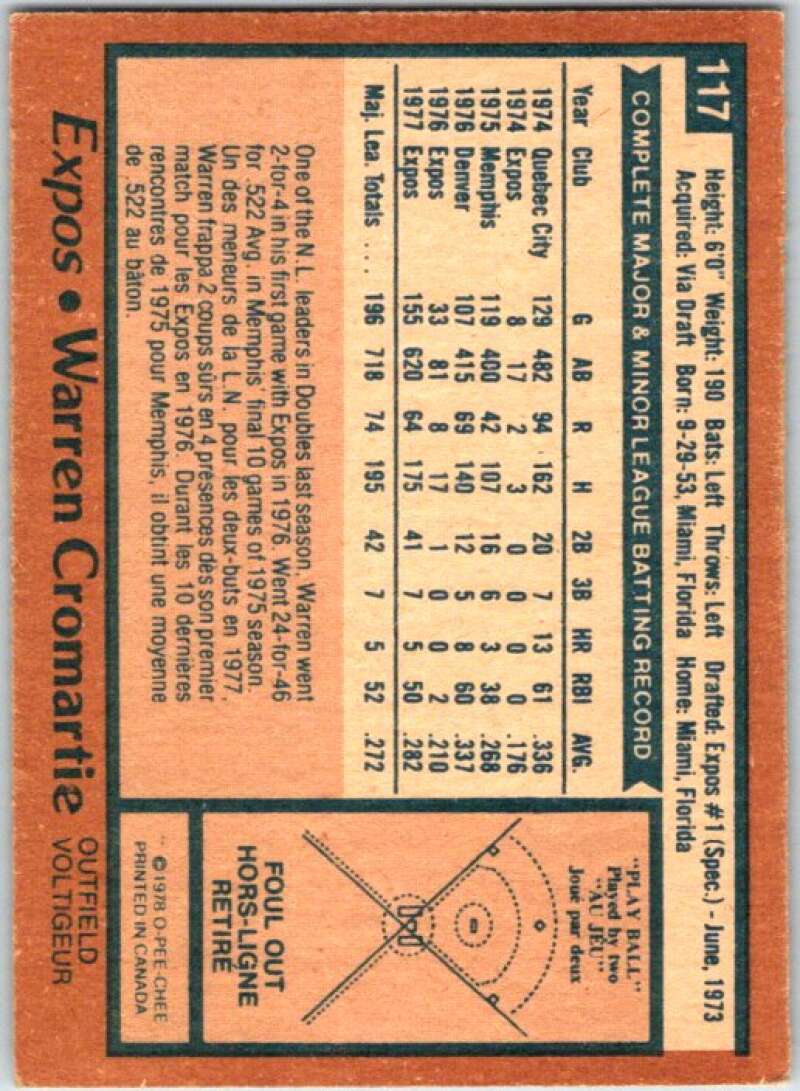 117
Height: 6'0" Weight: 190 Bats: Left Throws: Left Drafted: Expos #1 (Spec.) - June, 1973
Acquired: Via Draft Born: 9-29-53, Miami, Florida Home: Miami, Florida
COMPLETE MAJOR & MINOR LEAGUE BATTING RECORD
Year Club G AB R H 2B 3B HR RBI AVG.
1974 Quebec City 129 482 94 162 20 7 13 61 .336
1974 Expos 8 17 2 3 0 0 0 0 .176
1975 Memphis 119 400 42 107 16 6 3 38 .268
1976 Denver 107 415 69 140 12 5 8 60 .337
1976 Expos 33 81 8 17 1 0 0 2 .210
1977 Expos 155 620 64 175 41 7 5 50 .282
Maj. Lea. Totals .... 196 718 74 195 42 7 5 52 .272
One of the N.L. leaders in Doubles last season, Warren went
2-for-4 in his first game with Expos in 1976. Went 24-for-46
for .522 Avg. in Memphis' final 10 games of 1975 season.
Un des meneurs de la L.N. pour les deux-buts en 1977,
Warren frappa 2 coups sûrs en 4 présences dès son premier
match pour les Expos en 1976. Durant les 10 dernières
rencontres de 1975 pour Memphis, il obtint une moyenne
de .522 au bâton.
"PLAY BALL"
Played by two
"AU JEU"
Joué par deux
FOUL OUT
HORS-LIGNE
RETIRÉ
©1978 O-PEE-CHEE
PRINTED IN CANADA
Expos • Warren Cromartie
OUTFIELD
VOLTIGEUR